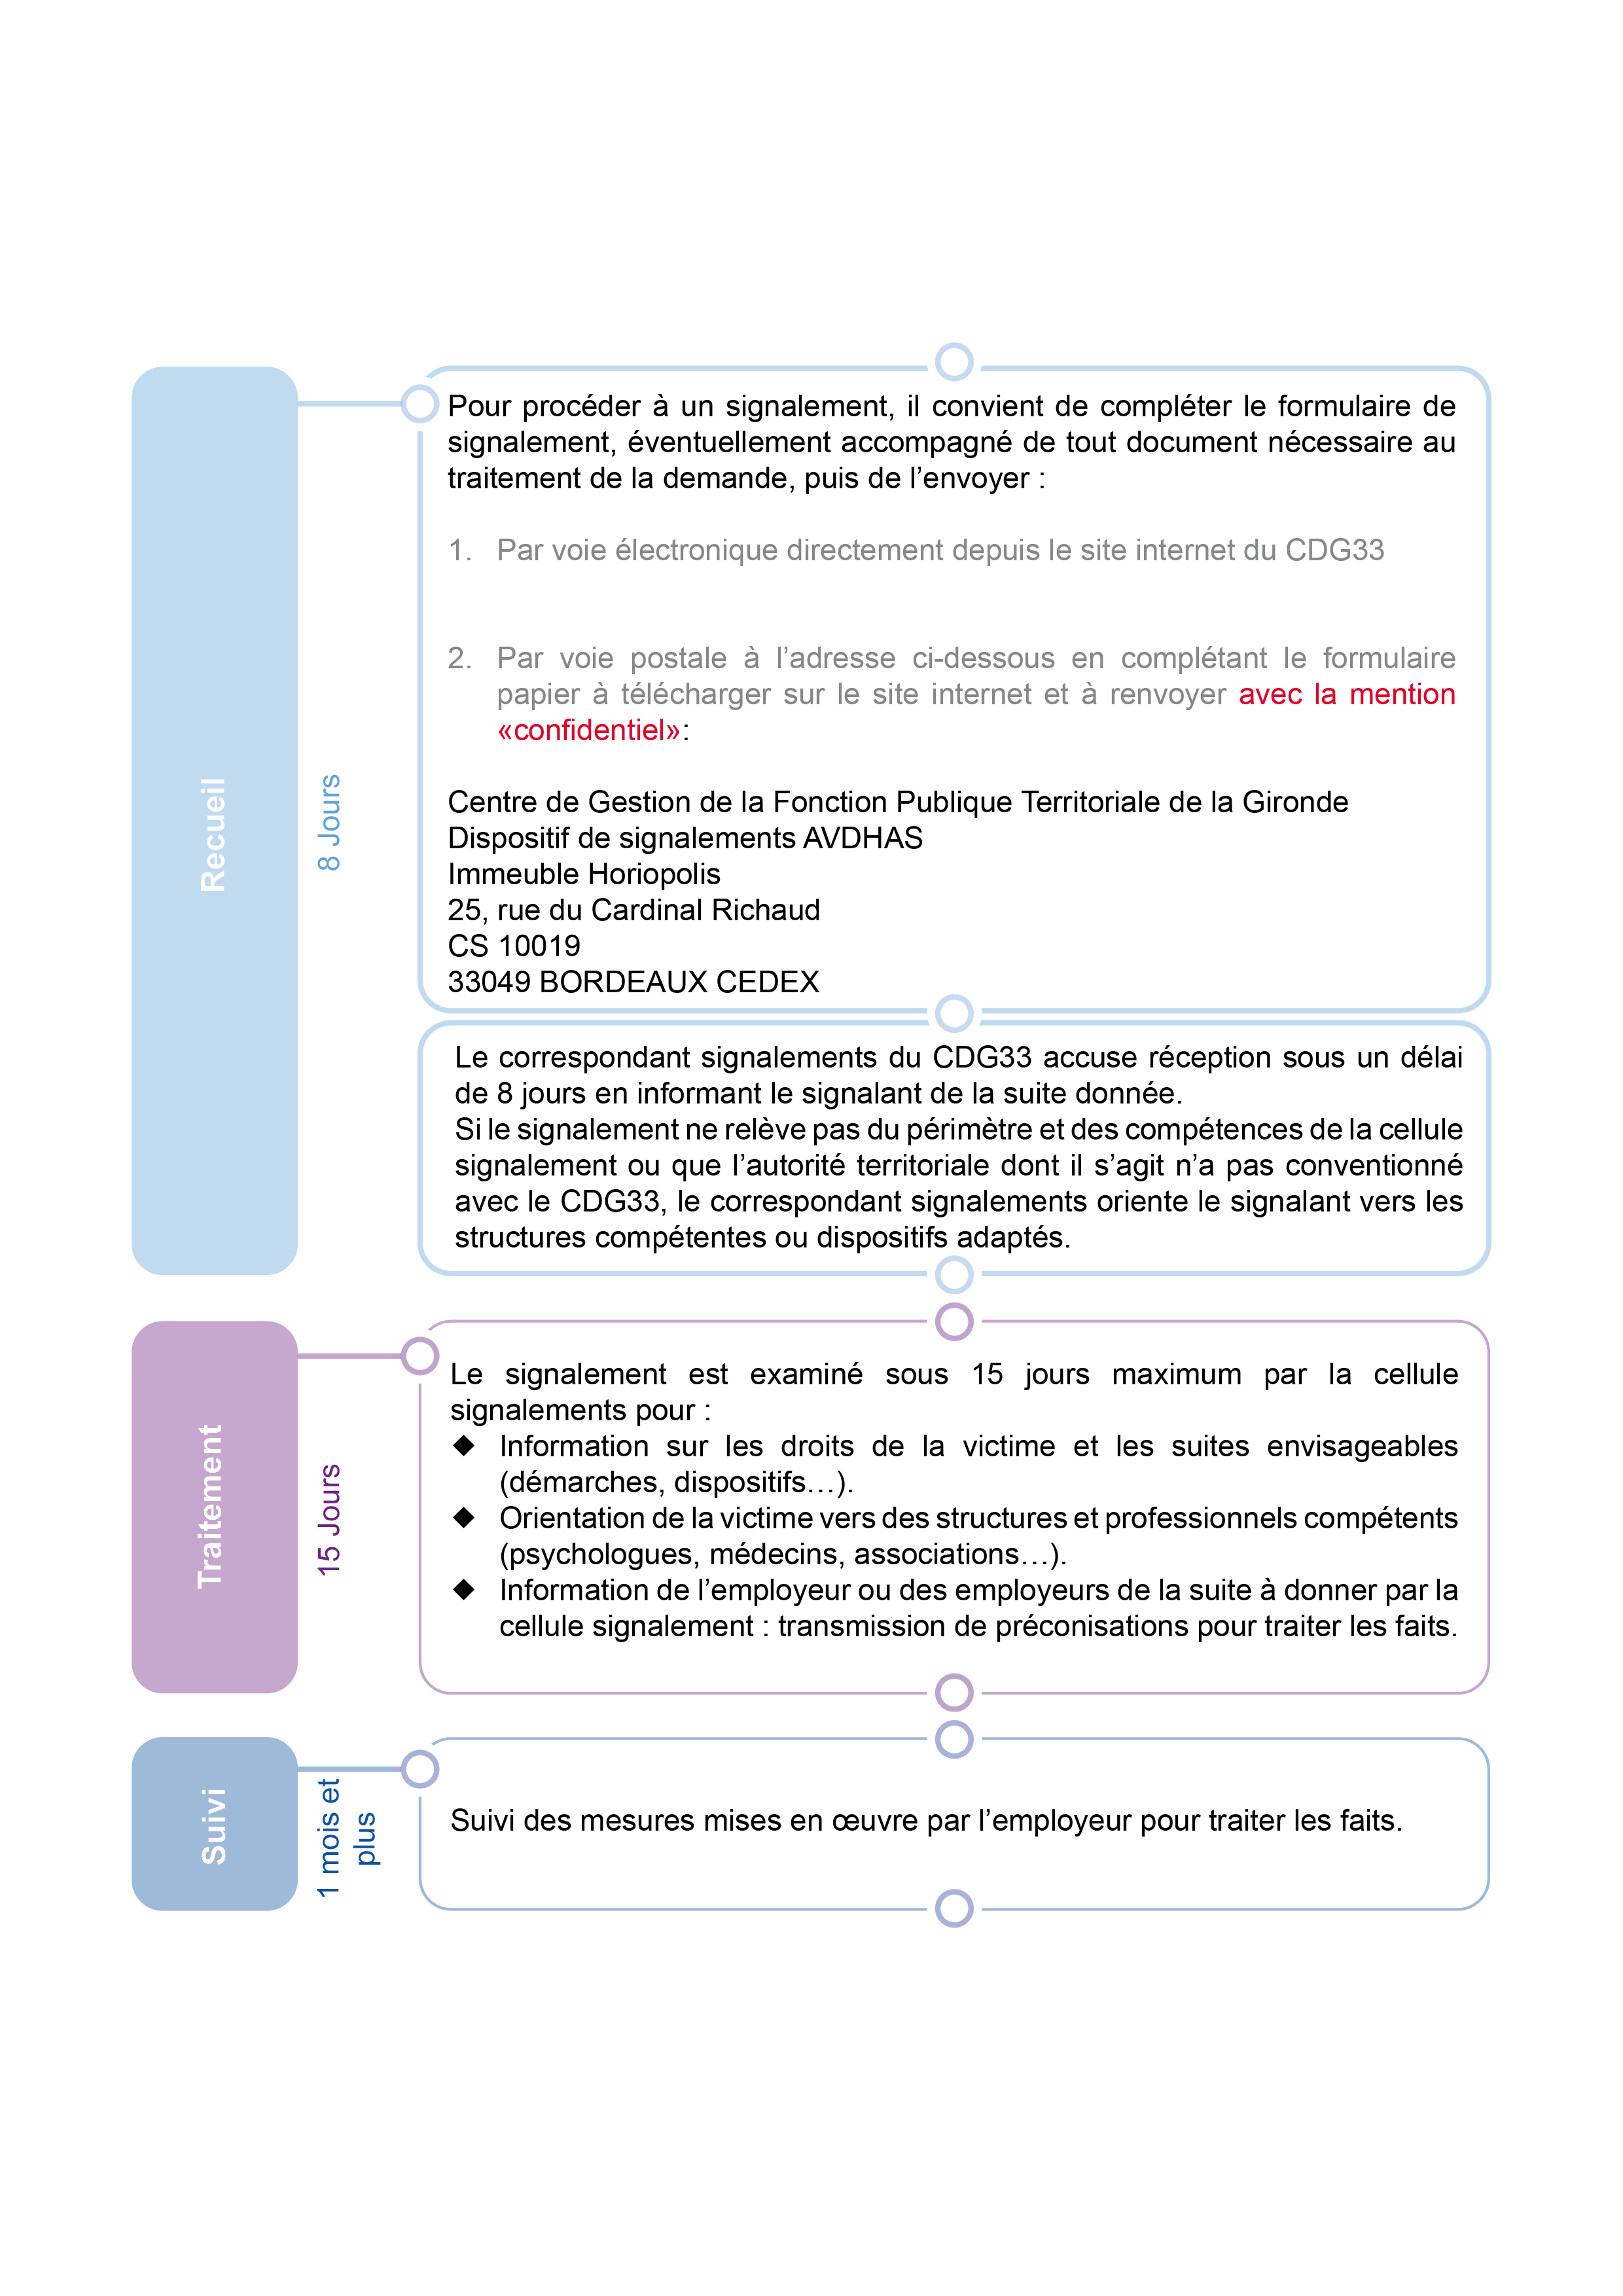 Recueil
8 Jours
Pour procéder à un signalement, il convient de compléter le formulaire de
signalement, éventuellement accompagné de tout document nécessaire au
traitement de la demande, puis de l’envoyer :
1. Par voie électronique directement depuis le site internet du CDG33
2. Par voie postale à l’adresse ci-dessous en complétant le formulaire
papier à télécharger sur le site internet et à renvoyer avec la mention
«confidentiel»:
Centre de Gestion de la Fonction Publique Territoriale de la Gironde
Dispositif de signalements AVDHAS
Immeuble Horiopolis
25, rue du Cardinal Richaud
CS 10019
33049 BORDEAUX CEDEX
Le correspondant signalements du CDG33 accuse réception sous un délai
de 8 jours en informant le signalant de la suite donnée.
Si le signalement ne relève pas du périmètre et des compétences de la cellule
signalement ou que l’autorité territoriale dont il s’agit n’a pas conventionné
avec le CDG33, le correspondant signalements oriente le signalant vers les
structures compétentes ou dispositifs adaptés.
Traitement
15 Jours
Le signalement est examiné sous 15 jours maximum par la cellule
signalements pour :
◆ Information sur les droits de la victime et les suites envisageables
(démarches, dispositifs…).
◆ Orientation de la victime vers des structures et professionnels compétents
(psychologues, médecins, associations…).
◆ Information de l’employeur ou des employeurs de la suite à donner par la
cellule signalement : transmission de préconisations pour traiter les faits.
Suivi
1 mois et
plus
Suivi des mesures mises en œuvre par l’employeur pour traiter les faits.